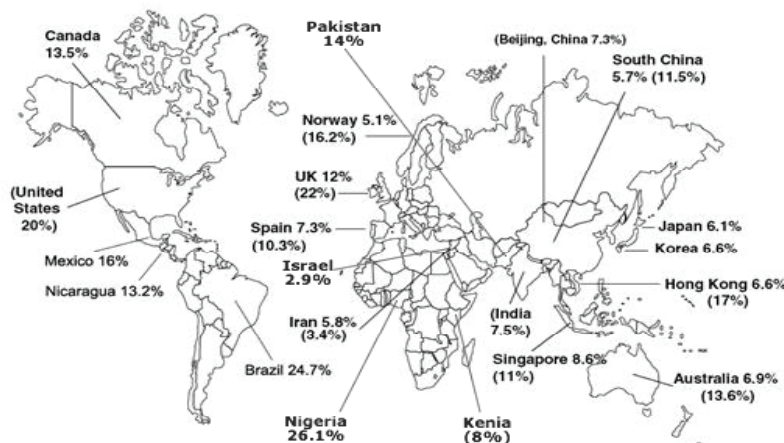 Canada
13.5%
Pakistan
14%
(Beijing, China 7.3%)
South China
5.7% (11.5%)
Norway 5.1%
(16.2%)
UK 12%
(22%)
(United
States
20%)
Spain 7.3%
(10.3%)
Japan 6.1%
Korea 6.6%
Mexico 16%
Israel
2.9%
Nicaragua 13.2%
Hong Kong 6.6%
(17%)
(India
7.5%)
Iran 5.8%
(3.4%)
Singapore 8.6%
(11%)
Brazil 24.7%
Australia 6.9%
(13.6%)
Nigeria
26.1%
Kenia
(8%)